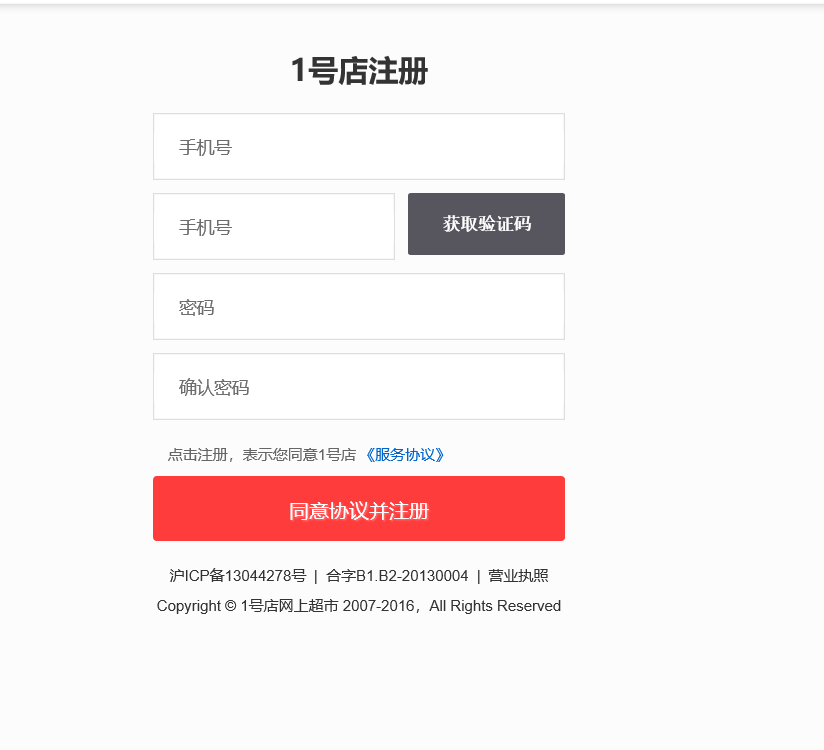 1号店注册
手机号
手机号 获取验证码
密码
确认密码
点击注册，表示您同意1号店 《服务协议》
同意协议并注册
沪ICP备13044278号 | 合字B1.B2-20130004 | 营业执照
Copyright © 1号店网上超市 2007-2016，All Rights Reserved